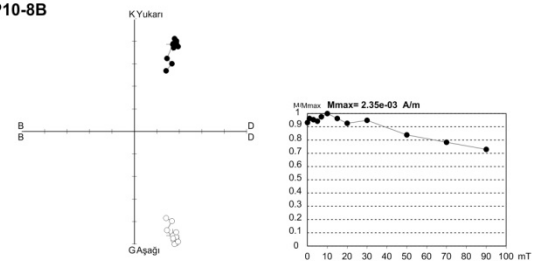 P10-8B
K Yukarı
B
B
D
D
G Aşağı
M/Mmax Mmax= 2.35e-03 A/m
1
0.9
0.8
0.7
0.6
0.5
0.4
0.3
0.2
0.1
0
0 10 20 30 40 50 60 70 80 90 100 mT